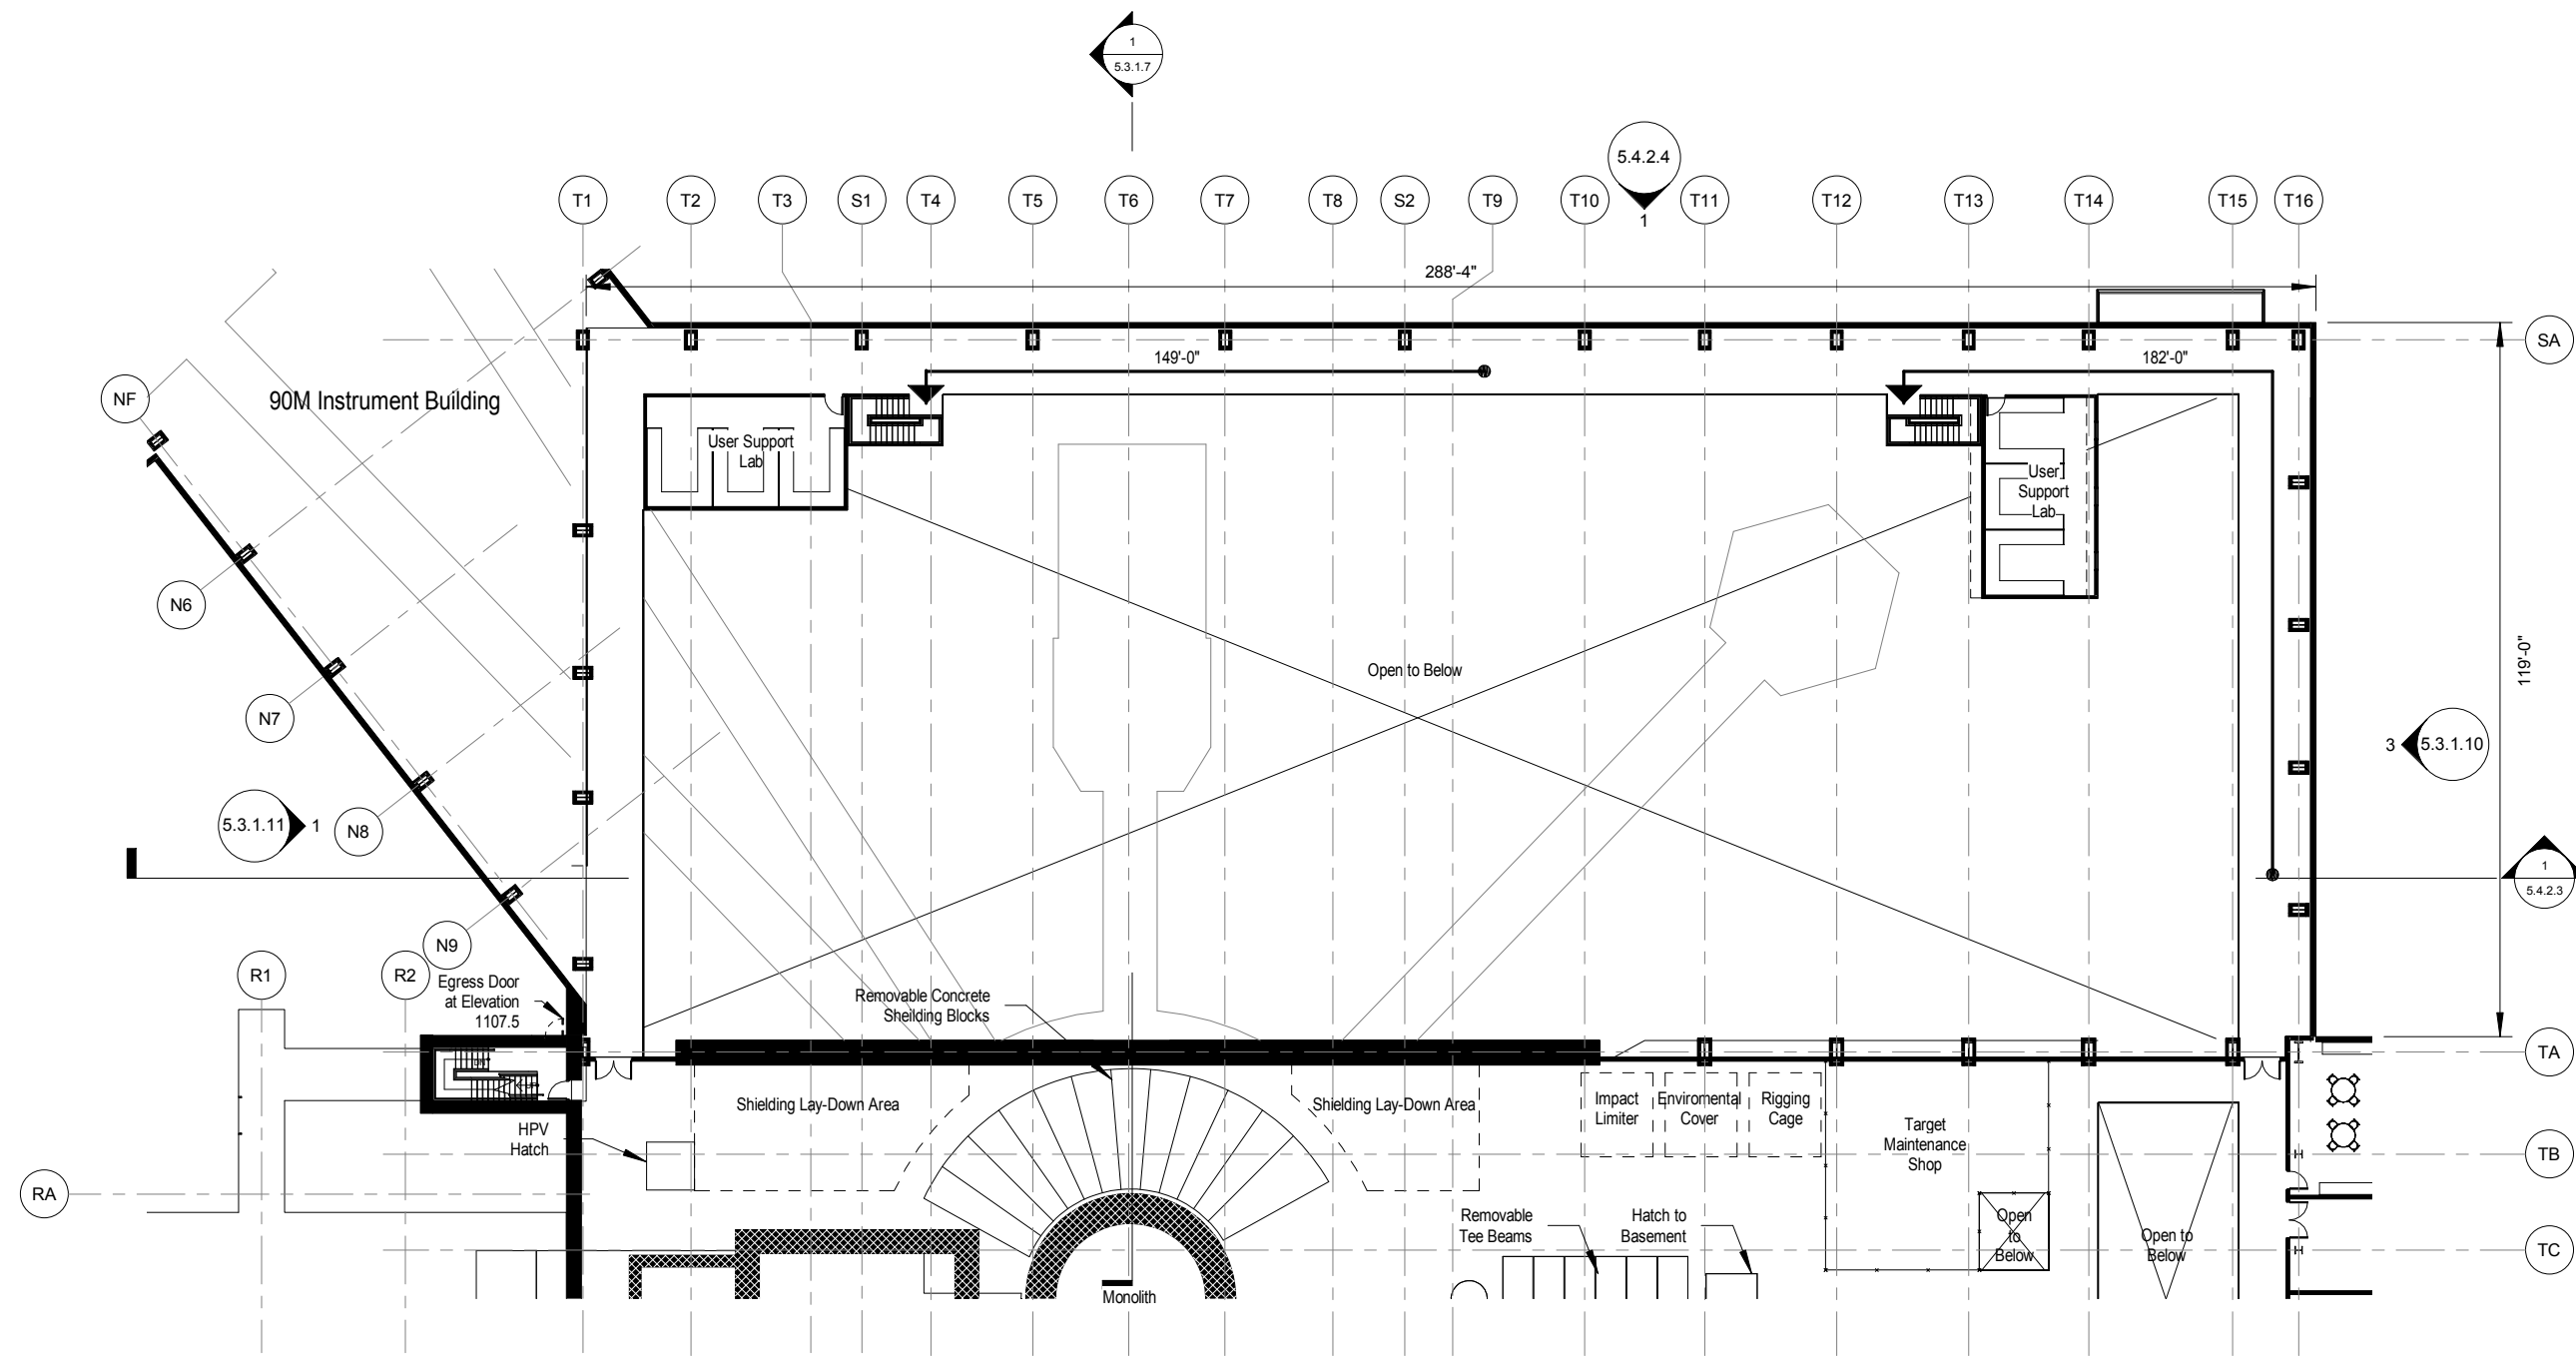 1
5.3.1.7
5.4.2.4
1
T1
T2
T3
S1
T4
T5
T6
T7
T8
S2
T9
T10
T11
T12
T13
T14
T15
T16
288'-4"
SA
149'-0"
182'-0"
NF
90M Instrument Building
User Support
Lab
User
Support
Lab
N6
Open to Below
119'-0"
N7
3
5.3.1.10
5.3.1.11
1
N8
1
5.4.2.3
N9
R1
R2
Egress Door
at Elevation
1107.5
Removable Concrete
Sheilding Blocks
TA
Shielding Lay-Down Area
Shielding Lay-Down Area
Impact
Limiter
Enviromental
Cover
Rigging
Cage
Target
Maintenance
Shop
HPV
Hatch
TB
RA
Removable
Tee Beams
Hatch to
Basement
Open
to
Below
Open to
Below
TC
Monolith